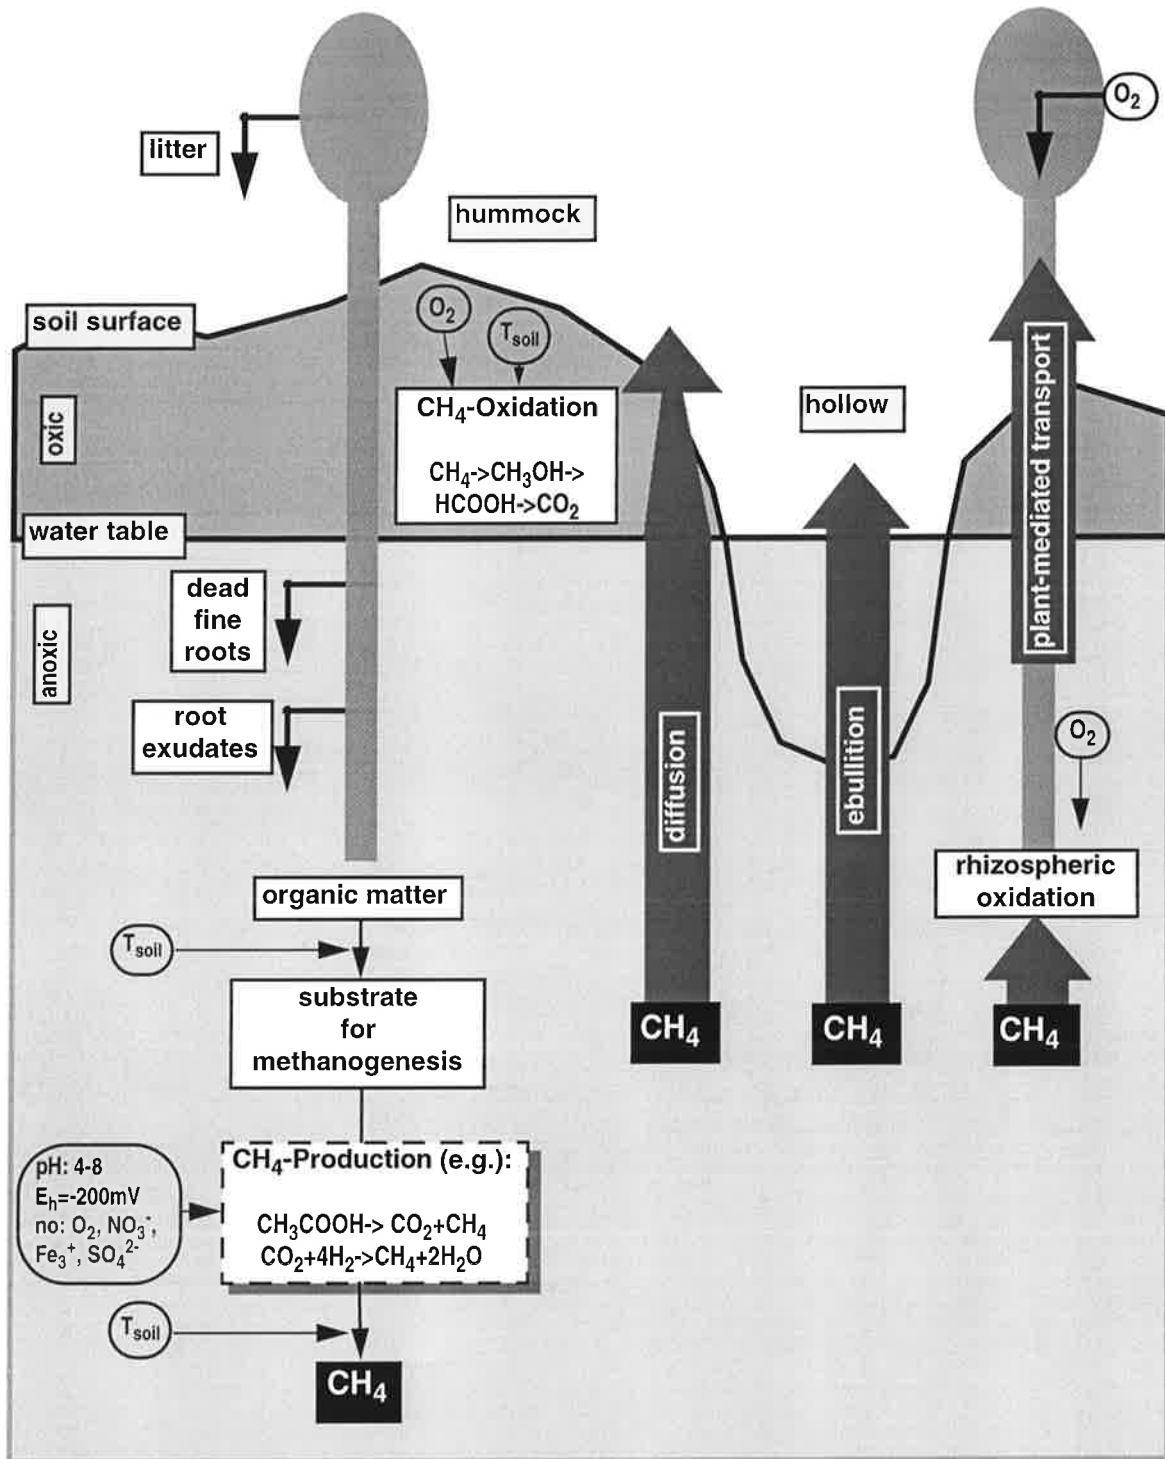 O₂
litter
hummock
soil surface
O₂
Tsoil
oxic
CH₄-Oxidation
CH₄->CH₃OH->
HCOOH->CO₂
hollow
plant-mediated transport
water table
anoxic
dead
fine
roots
root
exudates
diffusion
ebullition
O₂
rhizospheric
oxidation
organic matter
Tsoil
substrate
for
methanogenesis
CH₄
CH₄
CH₄
pH: 4-8
Eₕ=-200mV
no: O₂, NO₃⁻,
Fe₃⁺, SO₄²⁻
CH₄-Production (e.g.):
CH₃COOH-> CO₂+CH₄
CO₂+4H₂->CH₄+2H₂O
Tsoil
CH₄